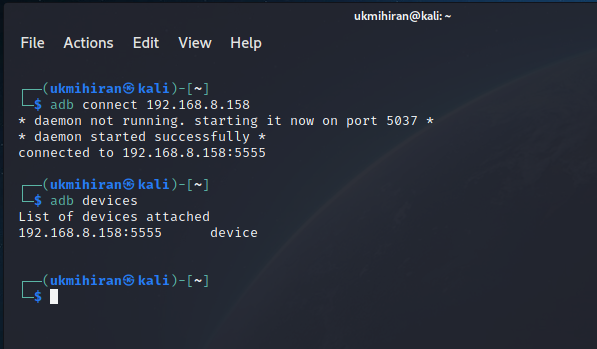 ukmihiran@kali: ~
File Actions Edit View Help
┌──(ukmihiran㉿kali)-[~]
└─$ adb connect 192.168.8.158
* daemon not running. starting it now on port 5037 *
* daemon started successfully *
connected to 192.168.8.158:5555
┌──(ukmihiran㉿kali)-[~]
└─$ adb devices
List of devices attached
192.168.8.158:5555 device
┌──(ukmihiran㉿kali)-[~]
└─$